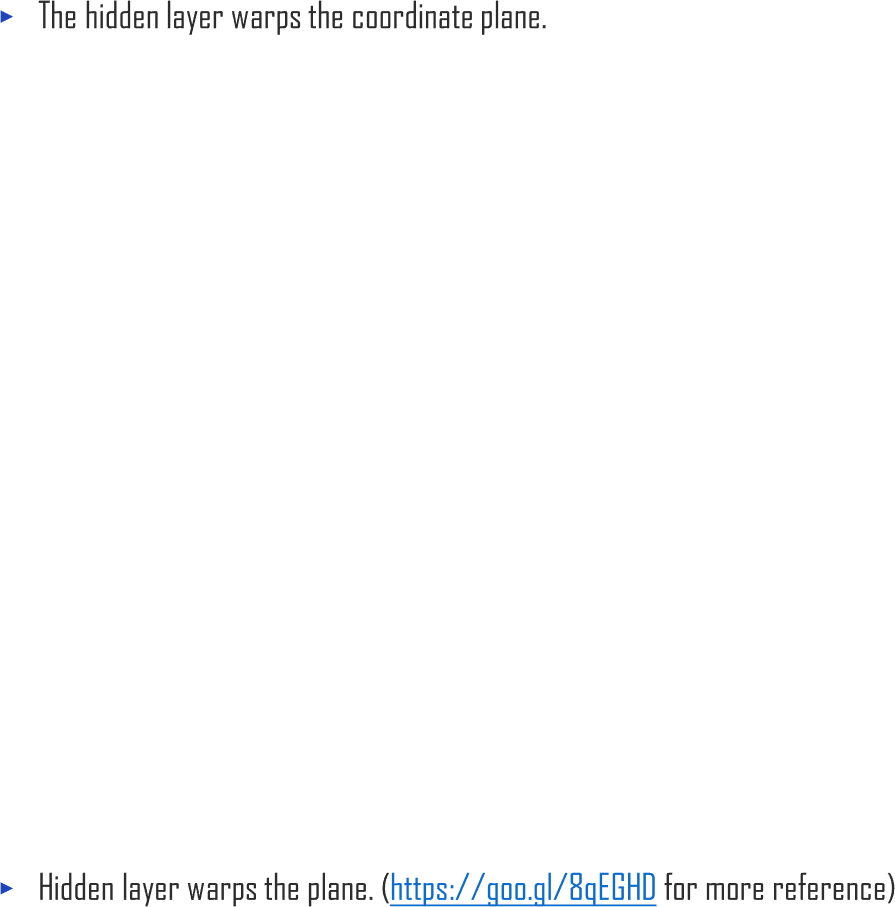 ▸ The hidden layer warps the coordinate plane.
▸ Hidden layer warps the plane. (https://goo.gl/8qEGHD for more reference)